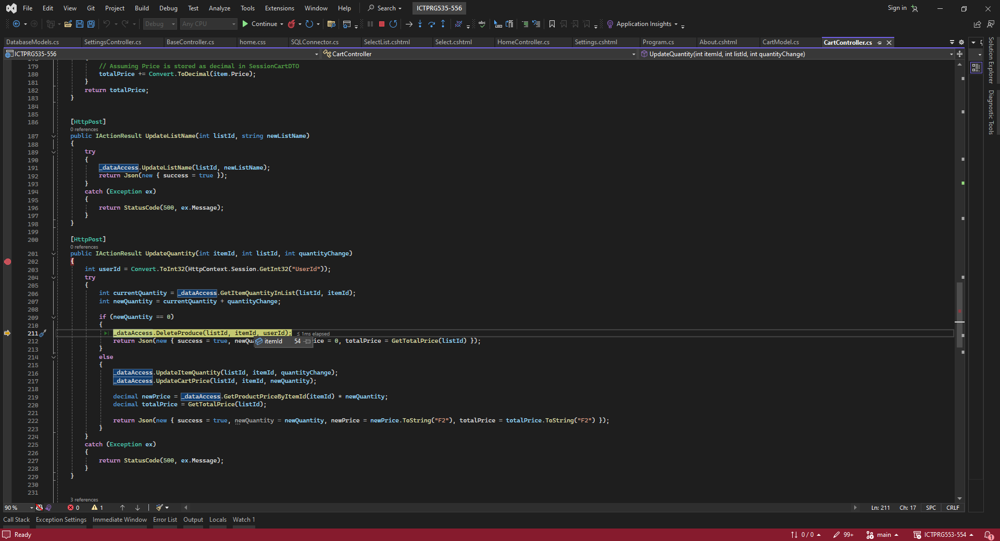 File Edit View Git Project Build Debug Test Analyze Tools Extensions Window Help Search ICTPRG535-556 Sign in
Debug Any CPU Continue Application Insights
DatabaseModels.cs SettingsController.cs BaseController.cs home.css SQLConnector.cs SelectList.cshtml Select.cshtml HomeController.cs Settings.cshtml Program.cs About.cshtml CartModel.cs CartController.cs
ICTPRG535-556 CartController UpdateQuantity(int itemId, int listId, int quantityChange)
179 // Assuming Price is stored as decimal in SessionCartDTO
180 totalPrice += Convert.ToDecimal(item.Price);
181 }
182 return totalPrice;
183 }
184
185
186 [HttpPost]
0 references
187 public IActionResult UpdateListName(int listId, string newListName)
188 {
189 try
190 {
191 _dataAccess.UpdateListName(listId, newListName);
192 return Json(new { success = true });
193 }
194 catch (Exception ex)
195 {
196 return StatusCode(500, ex.Message);
197 }
198 }
199
200 [HttpPost]
0 references
201 public IActionResult UpdateQuantity(int itemId, int listId, int quantityChange)
202 {
203 int userId = Convert.ToInt32(HttpContext.Session.GetInt32("UserId"));
204 try
205 {
206 int currentQuantity = _dataAccess.GetItemQuantityInList(listId, itemId);
207 int newQuantity = currentQuantity + quantityChange;
208
209 if (newQuantity == 0)
210 {
211 _dataAccess.DeleteProduce(listId, itemId, userId); ≤ 1ms elapsed
212 return Json(new { success = true, newQu itemId 54 ice = 0, totalPrice = GetTotalPrice(listId) });
213 }
214 else
215 {
216 _dataAccess.UpdateItemQuantity(listId, itemId, quantityChange);
217 _dataAccess.UpdateCartPrice(listId, itemId, newQuantity);
218
219 decimal newPrice = _dataAccess.GetProductPriceByItemId(itemId) * newQuantity;
220 decimal totalPrice = GetTotalPrice(listId);
221
222 return Json(new { success = true, newQuantity = newQuantity, newPrice = newPrice.ToString("F2"), totalPrice = totalPrice.ToString("F2") });
223 }
224 }
225 catch (Exception ex)
226 {
227 return StatusCode(500, ex.Message);
228 }
229 }
230
231
3 references
90 % 0 1 Ln: 211 Ch: 17 SPC CRLF
Call Stack Exception Settings Immediate Window Error List Output Locals Watch 1
Ready 0 / 0 99+ main ICTPRG553-554 1
Solution Explorer
Diagnostic Tools